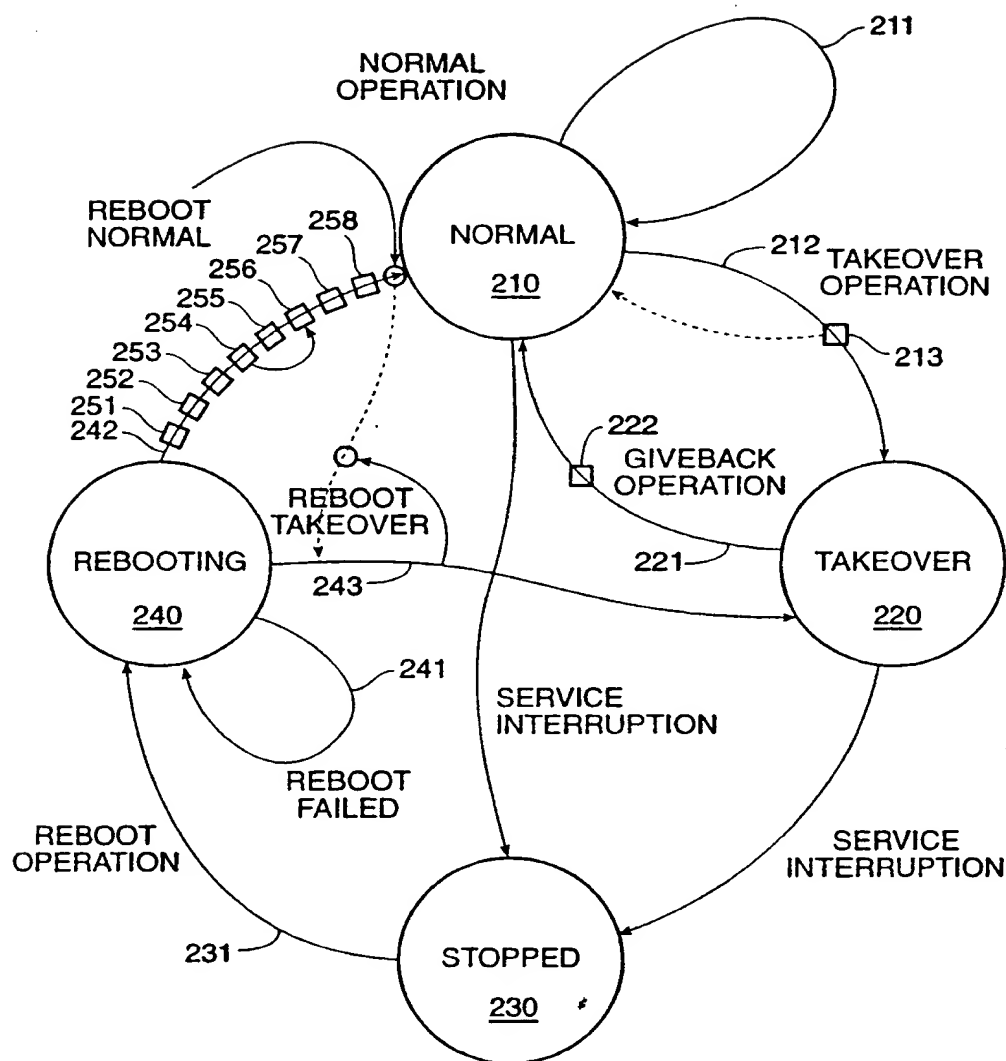 211
NORMAL
OPERATION
REBOOT
NORMAL
258
257
256
255
254
253
252
251
242
NORMAL
210
212
TAKEOVER
OPERATION
213
222
GIVEBACK
OPERATION
221
REBOOT
TAKEOVER
243
REBOOTING
240
TAKEOVER
220
241
REBOOT
FAILED
SERVICE
INTERRUPTION
REBOOT
OPERATION
231
SERVICE
INTERRUPTION
STOPPED
230